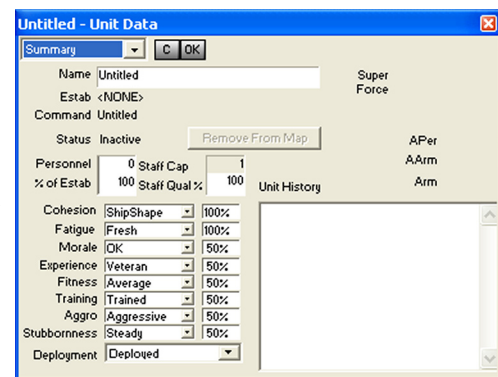 Untitled - Unit Data
Summary C OK
Name Untitled Super
Force
Estab <NONE>
Command Untitled
Status Inactive Remove From Map APer
Personnel 0 Staff Cap 1 AArm
% of Estab 100 Staff Qual % 100 Unit History Arm
Cohesion ShipShape 100%
Fatigue Fresh 100%
Morale OK 50%
Experience Veteran 50%
Fitness Average 50%
Training Trained 50%
Aggro Aggressive 50%
Stubbornness Steady 50%
Deployment Deployed